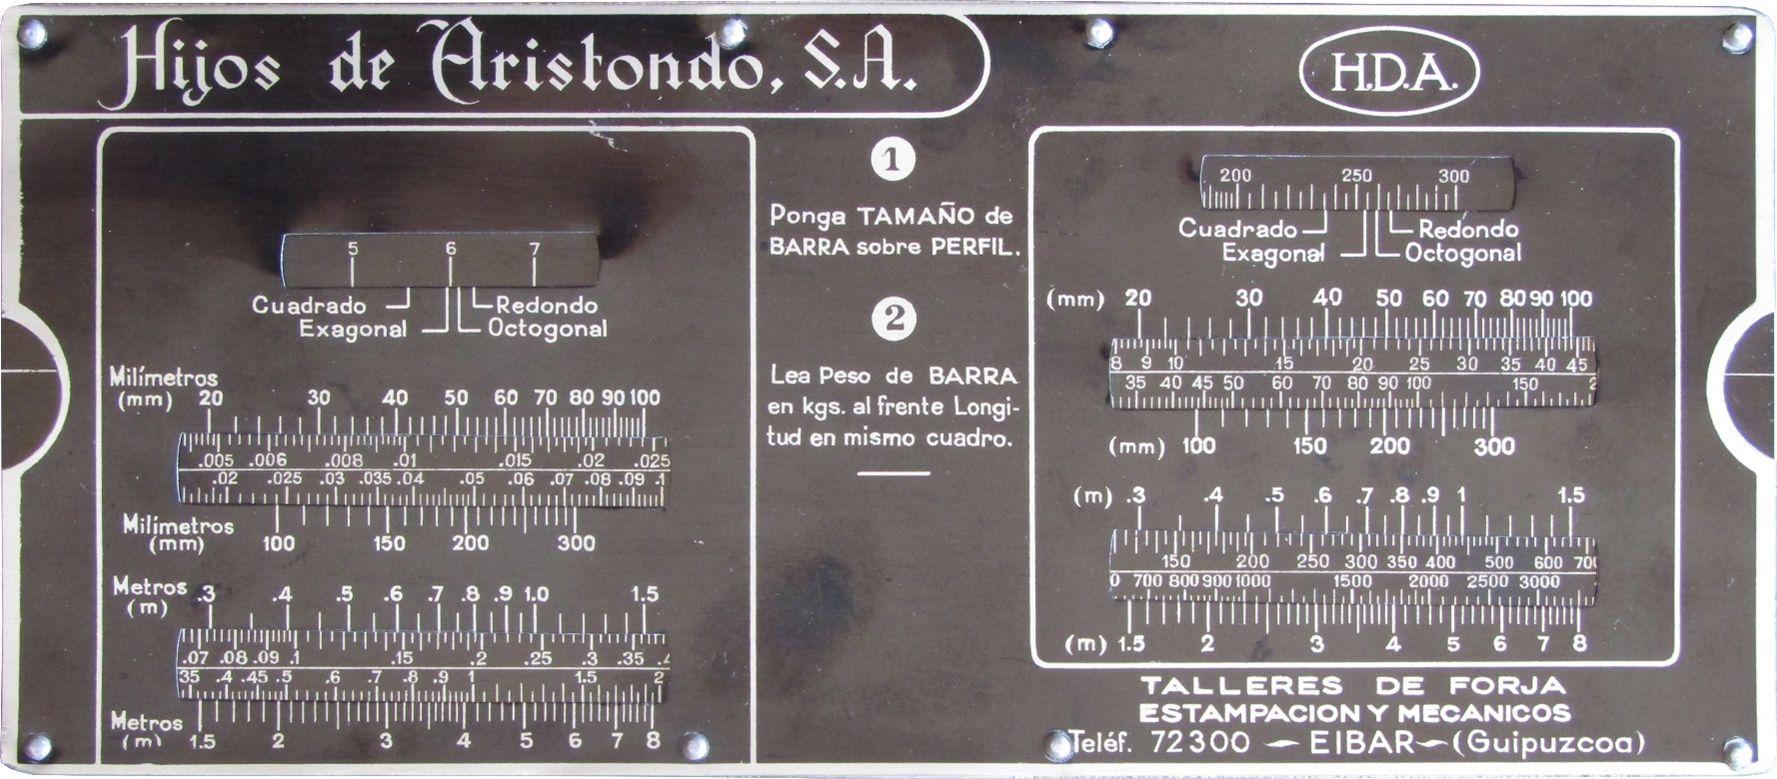 Hijos de Aristondo, S.A.
H.D.A.
5 6 7
Cuadrado Redondo
Exagonal Octogonal
Milímetros
(mm) 20 30 40 50 60 70 80 90 100
.005 .006 .008 .01 .015 .02 .025
.02 .025 .03 .035 .04 .05 .06 .07 .08 .09 .1
Milímetros
(mm) 100 150 200 300
Metros
(m) .3 .4 .5 .6 .7 .8 .9 1.0 1.5
.07 .08 .09 .1 .15 .2 .25 .3 .35 .4
35 .4 .45 .5 .6 .7 .8 .9 1 1.5 2
Metros
(m) 1.5 2 3 4 5 6 7 8
1
Ponga TAMAÑO de
BARRA sobre PERFIL.
2
Lea Peso de BARRA
en kgs. al frente Longi-
tud en mismo cuadro.
200 250 300
Cuadrado Redondo
Exagonal Octogonal
(mm) 20 30 40 50 60 70 80 90 100
8 9 10 15 20 25 30 35 40 45
35 40 45 50 60 70 80 90 100 150 2
(mm) 100 150 200 300
(m) .3 .4 .5 .6 .7 .8 .9 1 1.5
150 200 250 300 350 400 500 600 700
0 700 800 900 1000 1500 2000 2500 3000
(m) 1.5 2 3 4 5 6 7 8
TALLERES DE FORJA
ESTAMPACION Y MECANICOS
Teléf. 72300 — EIBAR — (Guipuzcoa)